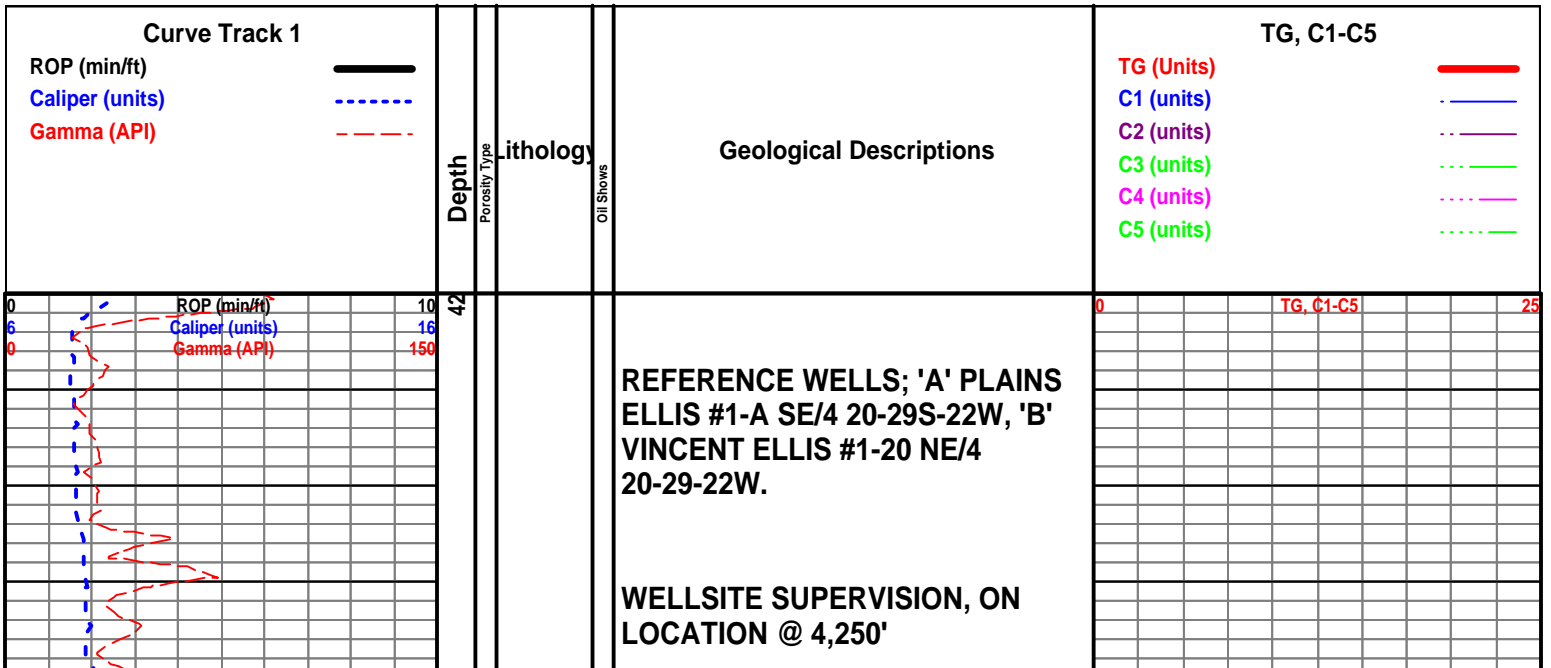 Curve Track 1
ROP (min/ft)
Caliper (units)
Gamma (API)
Depth
Porosity Type
Lithology
Oil Shows
Geological Descriptions
TG, C1-C5
TG (Units)
C1 (units)
C2 (units)
C3 (units)
C4 (units)
C5 (units)
0 ROP (min/ft) 10
6 Caliper (units) 16
0 Gamma (API) 150
42
0 TG, C1-C5 25
REFERENCE WELLS; 'A' PLAINS
ELLIS #1-A SE/4 20-29S-22W, 'B'
VINCENT ELLIS #1-20 NE/4
20-29-22W.
WELLSITE SUPERVISION, ON
LOCATION @ 4,250'